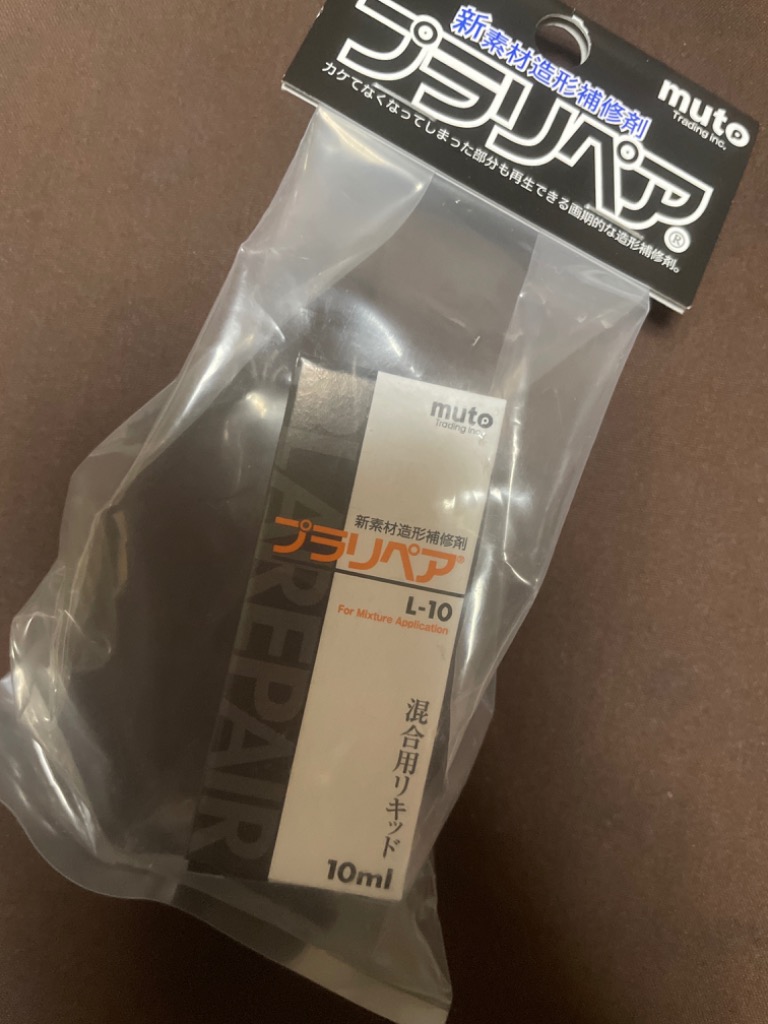 新素材造形補修剤
muto
Trading Inc.
プラリペア®
カケてなくなってしまった部分も再生できる画期的な造形補修剤。
muto
Trading Inc.
新素材造形補修剤
プラリペア
L-10
For Mixture Application
PLAREPAIR
混合用リキッド
10ml